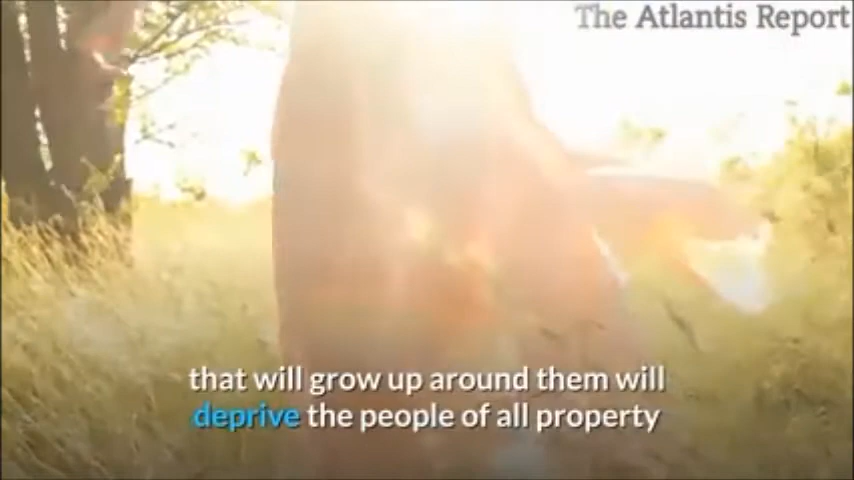 The Atlantis Report
that will grow up around them will
deprive the people of all property